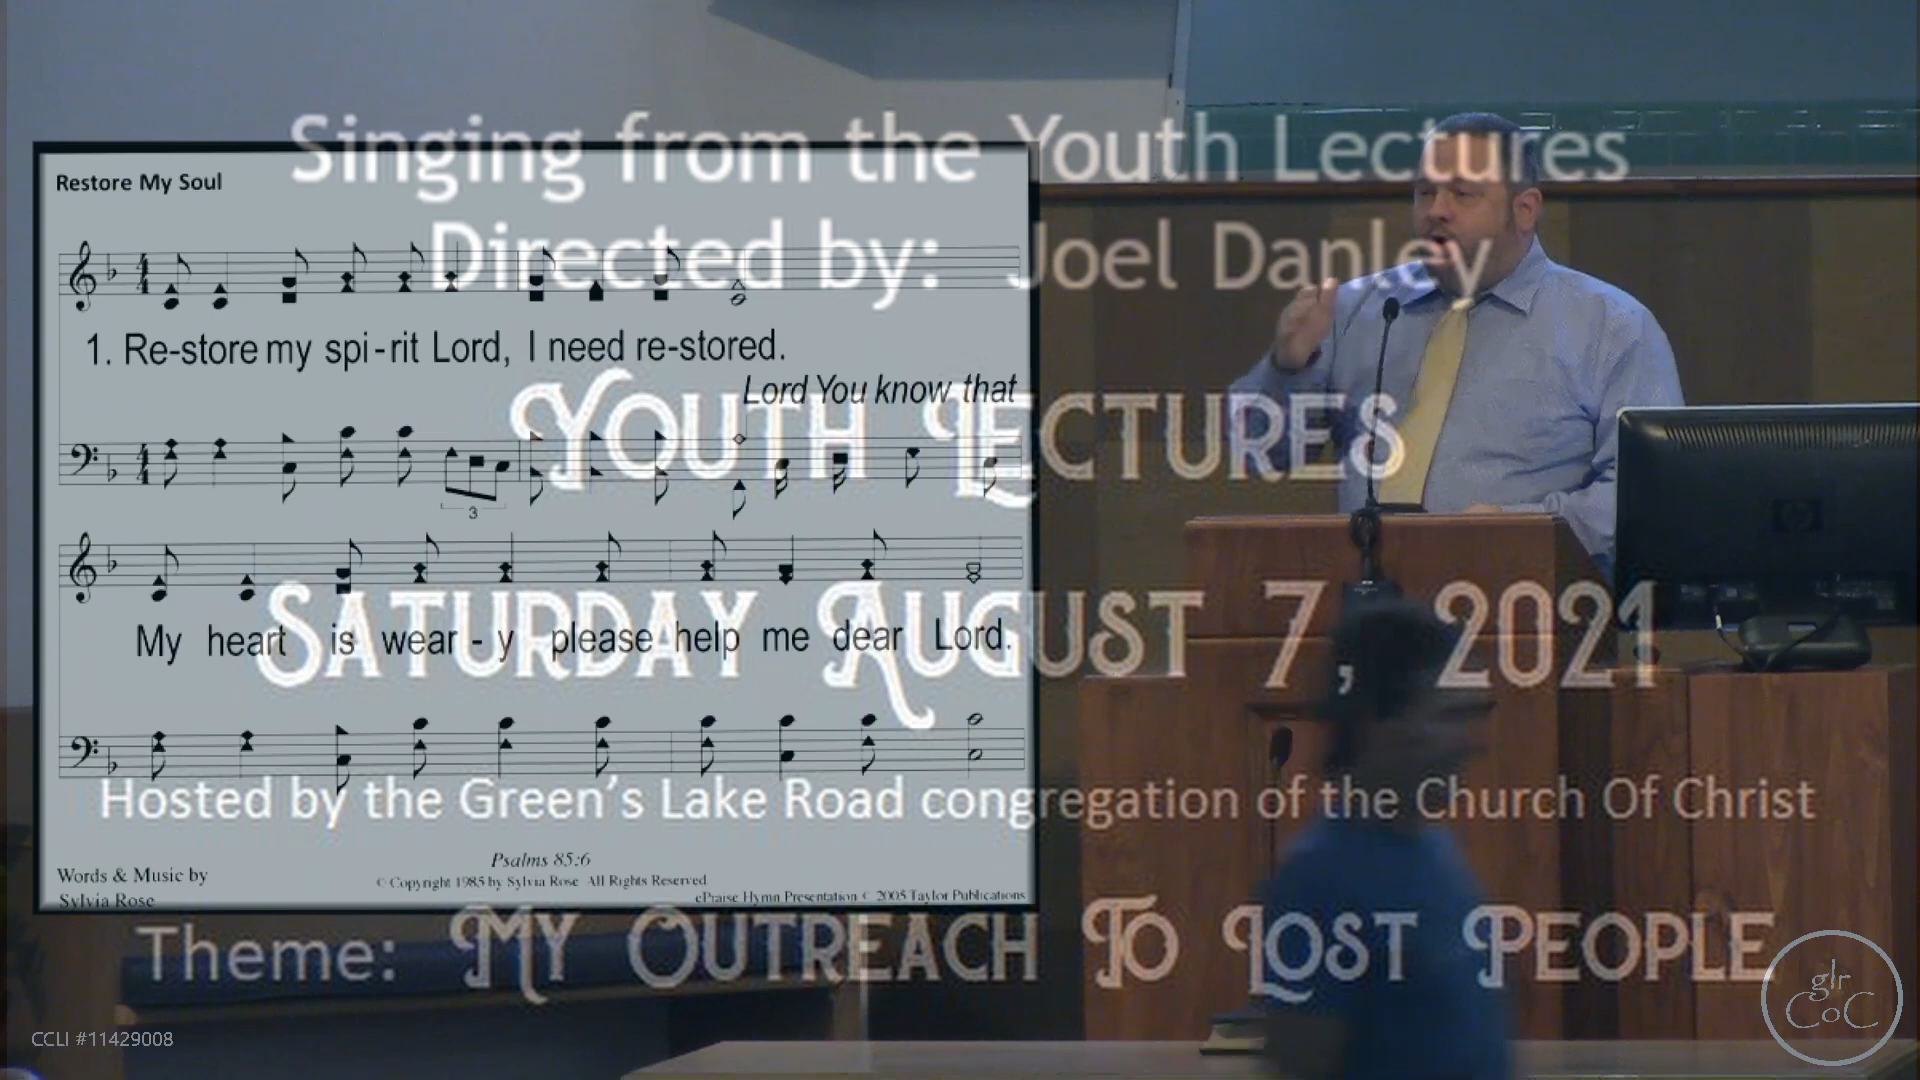 Singing from the Youth Lectures
Directed by: Joel Danley
Youth Lectures
Saturday August 7, 2021
Hosted by the Green's Lake Road congregation of the Church Of Christ
Theme: My Outreach To Lost People
Restore My Soul
1. Re-store my spi-rit Lord, I need re-stored.
Lord You know that
3
My heart is wear-y please help me dear Lord.
Psalms 85:6
Words & Music by
Sylvia Rose
© Copyright 1985 by Sylvia Rose All Rights Reserved
ePraise Hymn Presentation © 2005 Taylor Publications
CCLI #11429008
glr
CoC